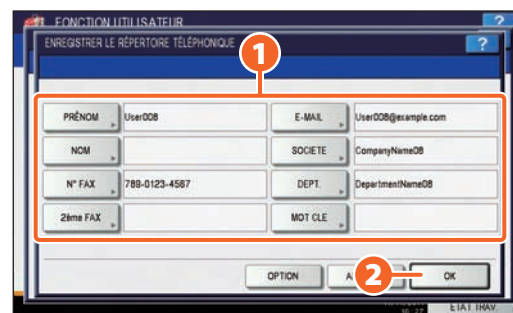 FONCTION UTILISATEUR ?
ENREGISTRER LE RÉPERTOIRE TÉLÉPHONIQUE ?
1
PRÉNOM User008 E-MAIL User008@example.com
NOM SOCIETE CompanyName08
N° FAX 789-0123-4567 DEPT. DepartmentName08
2ème FAX MOT CLE
OPTION 2 OK
ETAT TRAV.